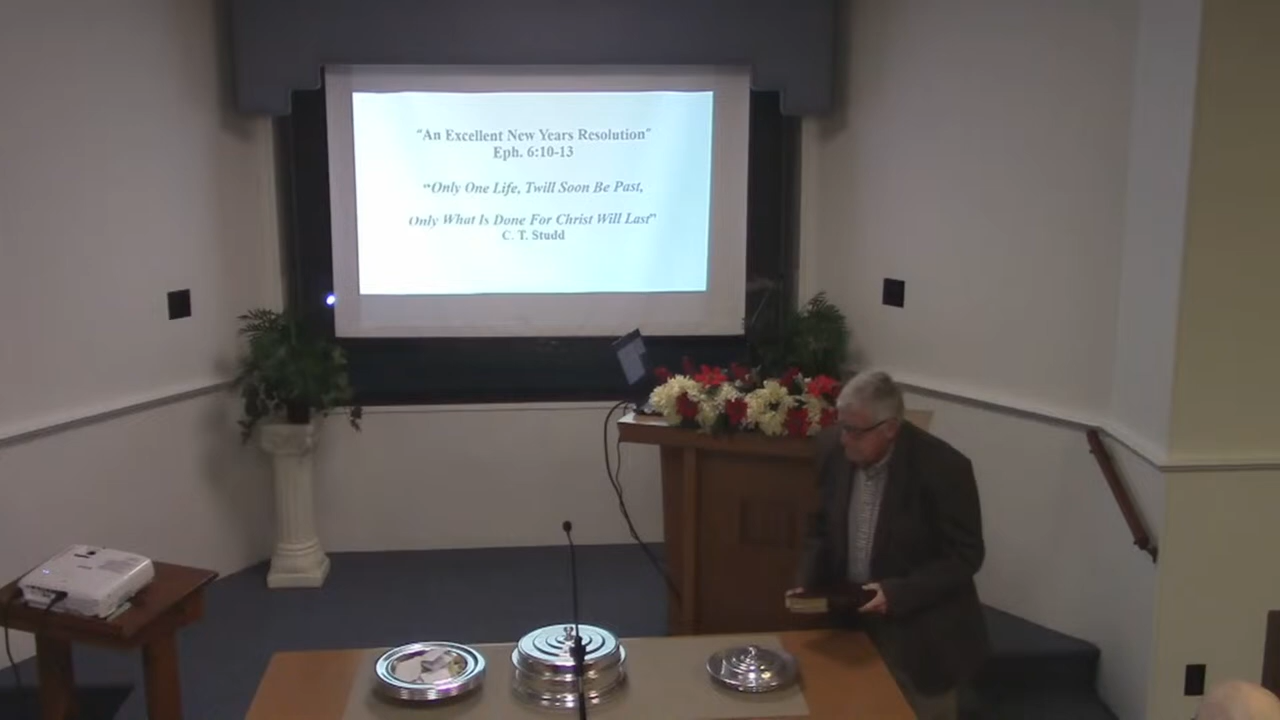 "An Excellent New Years Resolution"
Eph. 6:10-13
"Only One Life, Twill Soon Be Past,
Only What Is Done For Christ Will Last"
C. T. Studd